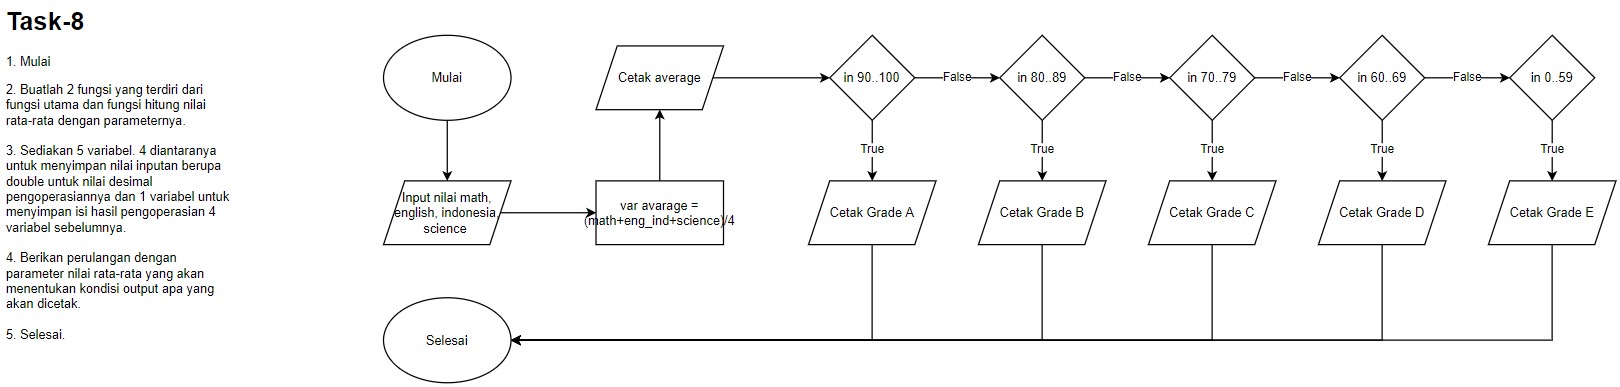 Task-8
1. Mulai
2. Buatlah 2 fungsi yang terdiri dari
fungsi utama dan fungsi hitung nilai
rata-rata dengan parameternya.
3. Sediakan 5 variabel. 4 diantaranya
untuk menyimpan nilai inputan berupa
double untuk nilai desimal
pengoperasiannya dan 1 variabel untuk
menyimpan isi hasil pengoperasian 4
variabel sebelumnya.
4. Berikan perulangan dengan
parameter nilai rata-rata yang akan
menentukan kondisi output apa yang
akan dicetak.
5. Selesai.
Mulai
Input nilai math,
english, indonesia,
science
var avarage =
(math+eng_ind+science)/4
Cetak average
in 90..100
False
in 80..89
False
in 70..79
False
in 60..69
False
in 0..59
True
True
True
True
True
Cetak Grade A
Cetak Grade B
Cetak Grade C
Cetak Grade D
Cetak Grade E
Selesai